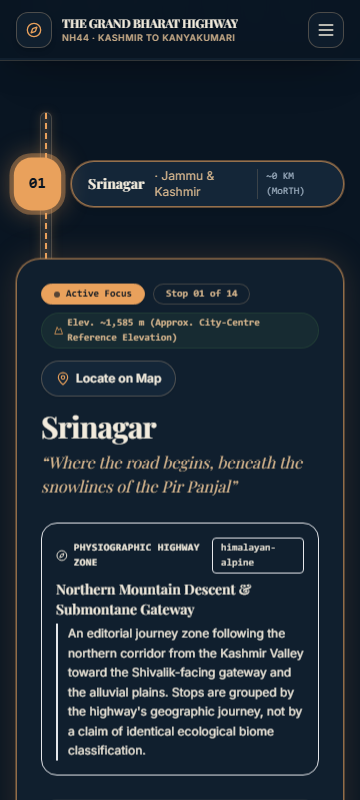 THE GRAND BHARAT HIGHWAY
NH44 · KASHMIR TO KANYAKUMARI
01
Srinagar · Jammu & Kashmir ~0 KM (MoRTH)
Active Focus Stop 01 of 14
Elev. ~1,585 m (Approx. City-Centre
Reference Elevation)
Locate on Map
Srinagar
“Where the road begins, beneath the
snowlines of the Pir Panjal”
PHYSIOGRAPHIC HIGHWAY ZONE himalayan-alpine
Northern Mountain Descent &
Submontane Gateway
An editorial journey zone following the
northern corridor from the Kashmir Valley
toward the Shivalik-facing gateway and
the alluvial plains. Stops are grouped by
the highway's geographic journey, not by
a claim of identical ecological biome
classification.